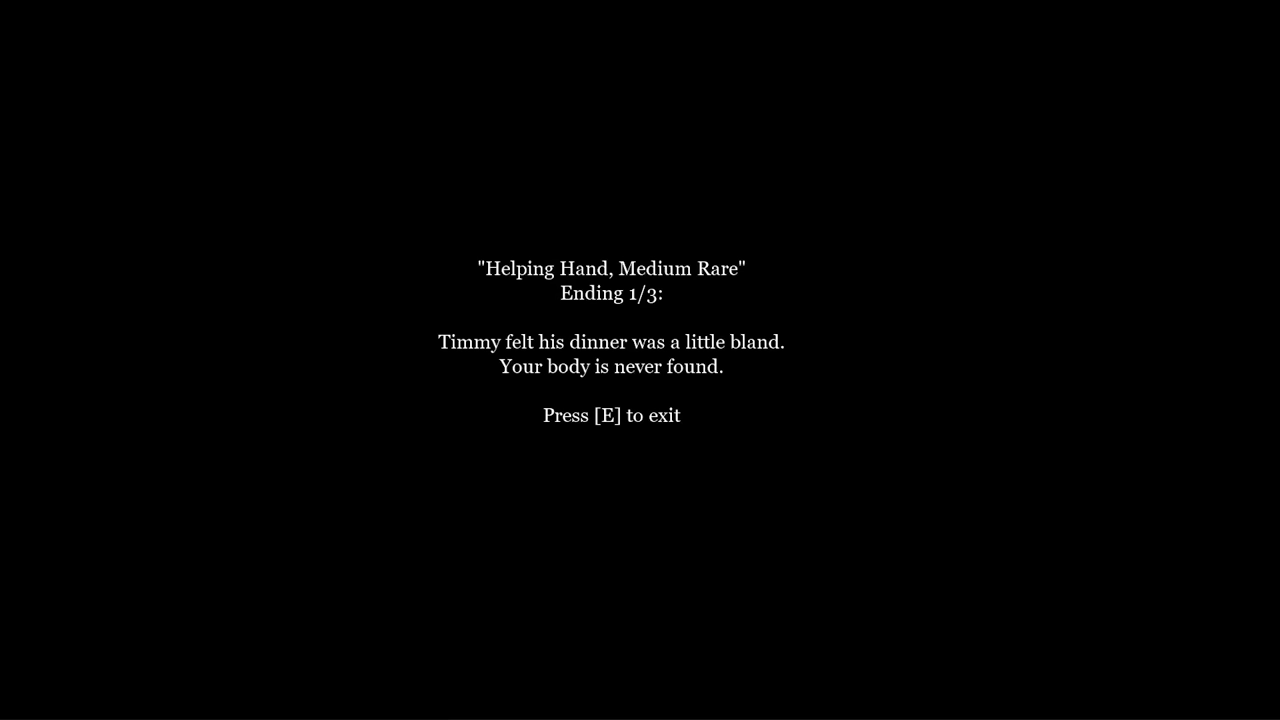 "Helping Hand, Medium Rare"
Ending 1/3:
Timmy felt his dinner was a little bland.
Your body is never found.
Press [E] to exit